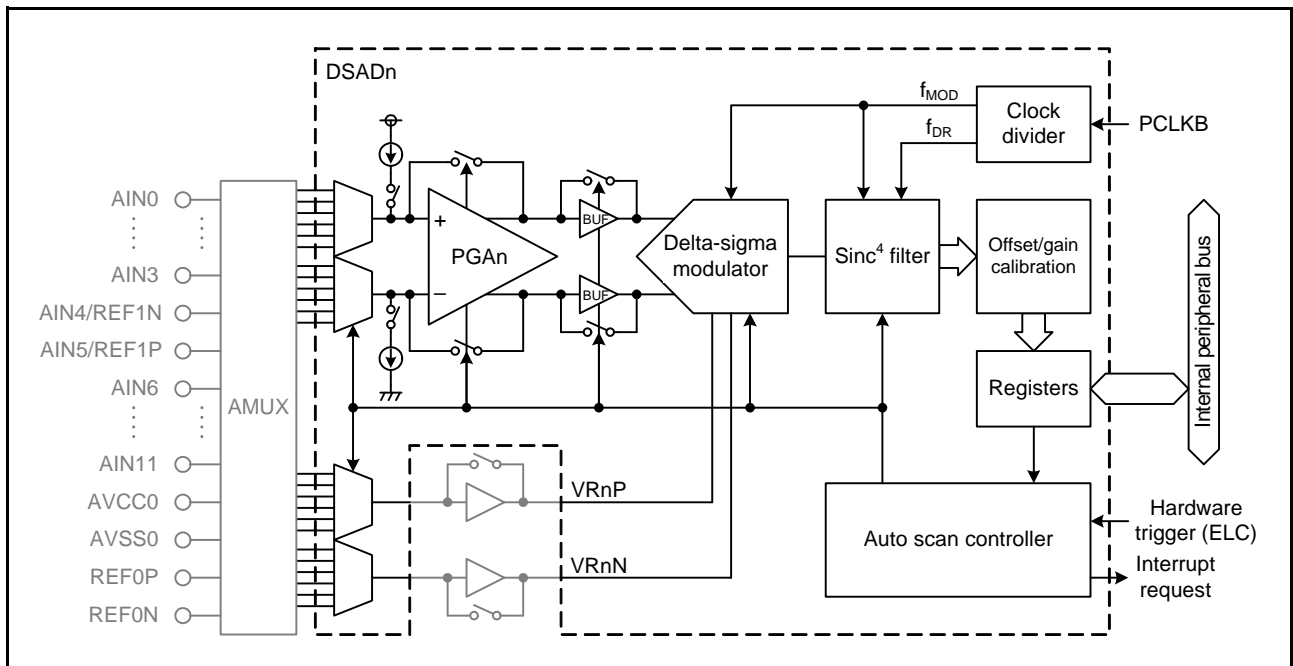 DSADn
fMOD
fDR
Clock
divider
PCLKB
AIN0
AIN3
AIN4/REF1N
AIN5/REF1P
AIN6
AIN11
AVCC0
AVSS0
REF0P
REF0N
AMUX
+
PGAn
−
BUF
BUF
Delta-sigma
modulator
Sinc⁴ filter
Offset/gain
calibration
Registers
Internal peripheral bus
VRnP
VRnN
Auto scan controller
Hardware
trigger (ELC)
Interrupt
request